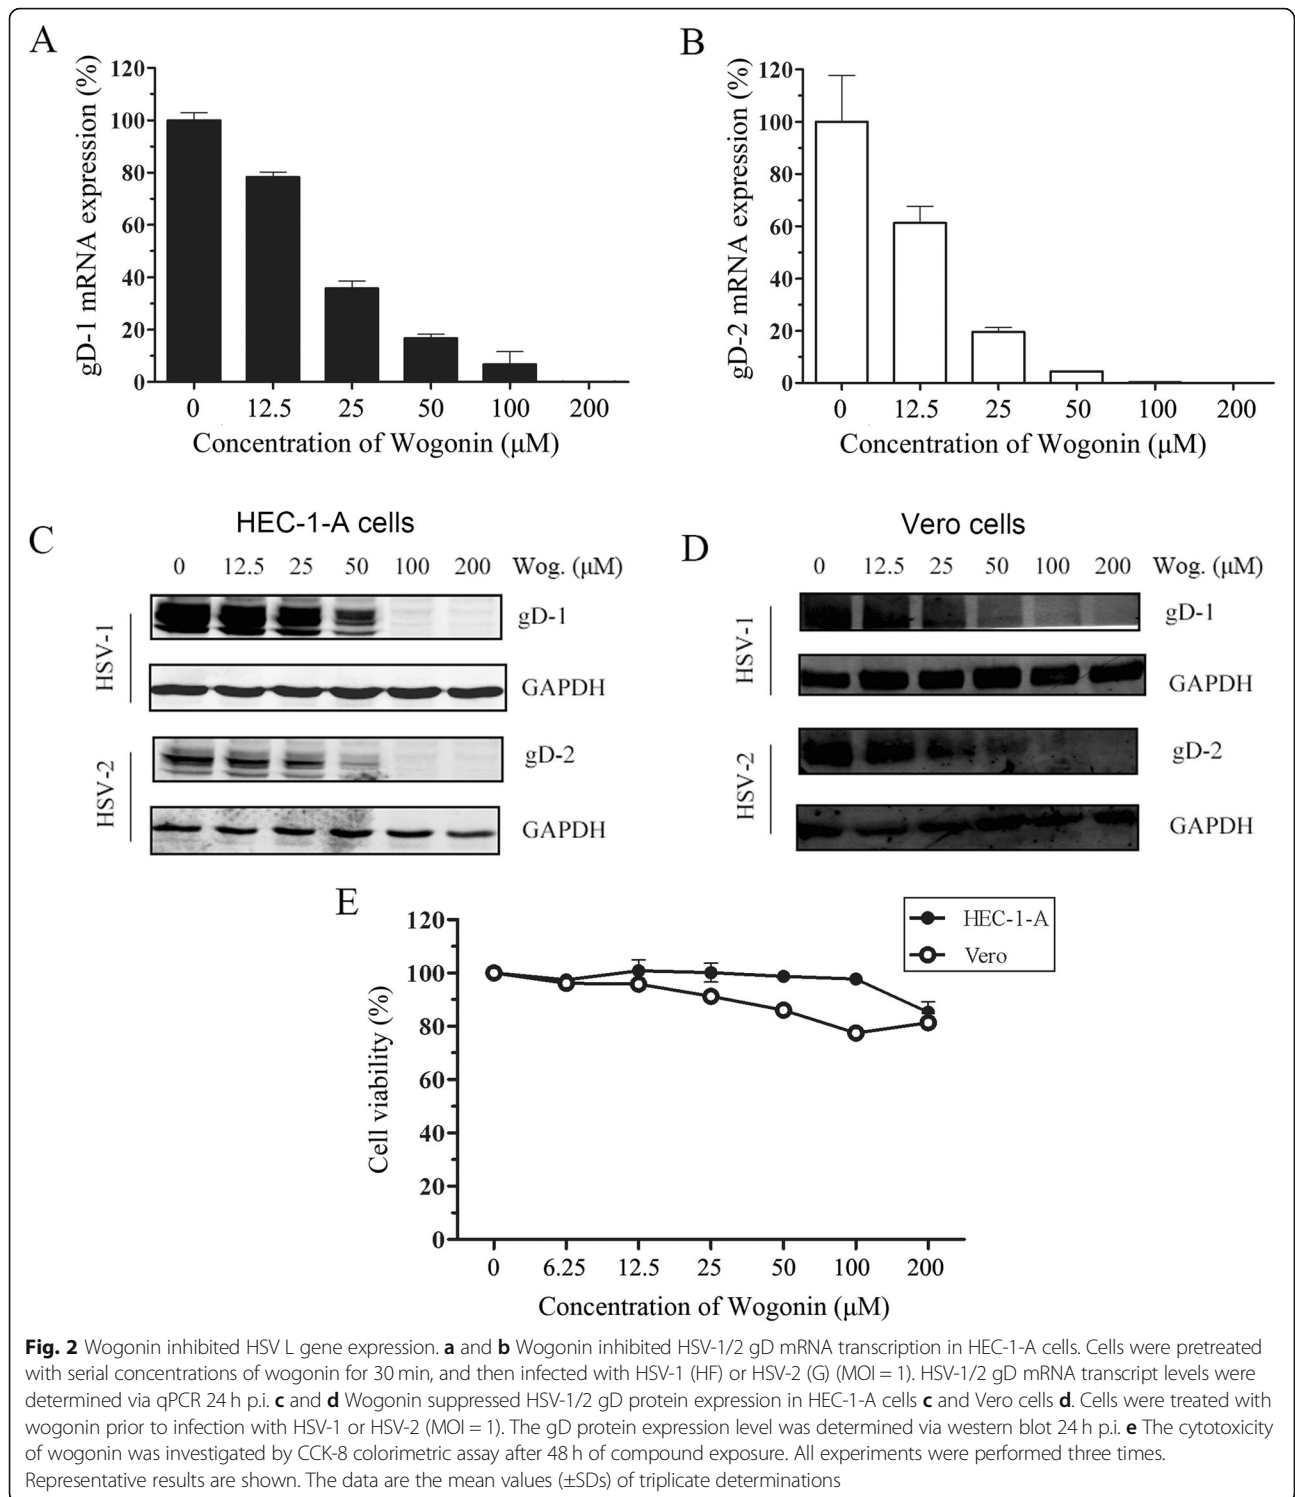 A
gD-1 mRNA expression (%)
120
100
80
60
40
20
0
0 12.5 25 50 100 200
Concentration of Wogonin (μM)
B
gD-2 mRNA expression (%)
120
100
80
60
40
20
0
0 12.5 25 50 100 200
Concentration of Wogonin (μM)
C
HEC-1-A cells
0 12.5 25 50 100 200 Wog. (μM)
HSV-1
gD-1
GAPDH
HSV-2
gD-2
GAPDH
D
Vero cells
0 12.5 25 50 100 200 Wog. (μM)
HSV-1
gD-1
GAPDH
HSV-2
gD-2
GAPDH
E
HEC-1-A
Vero
Cell viability (%)
120
100
80
60
40
20
0
0 6.25 12.5 25 50 100 200
Concentration of Wogonin (μM)
Fig. 2 Wogonin inhibited HSV L gene expression. a and b Wogonin inhibited HSV-1/2 gD mRNA transcription in HEC-1-A cells. Cells were pretreated
with serial concentrations of wogonin for 30 min, and then infected with HSV-1 (HF) or HSV-2 (G) (MOI = 1). HSV-1/2 gD mRNA transcript levels were
determined via qPCR 24 h p.i. c and d Wogonin suppressed HSV-1/2 gD protein expression in HEC-1-A cells c and Vero cells d. Cells were treated with
wogonin prior to infection with HSV-1 or HSV-2 (MOI = 1). The gD protein expression level was determined via western blot 24 h p.i. e The cytotoxicity
of wogonin was investigated by CCK-8 colorimetric assay after 48 h of compound exposure. All experiments were performed three times.
Representative results are shown. The data are the mean values (±SDs) of triplicate determinations